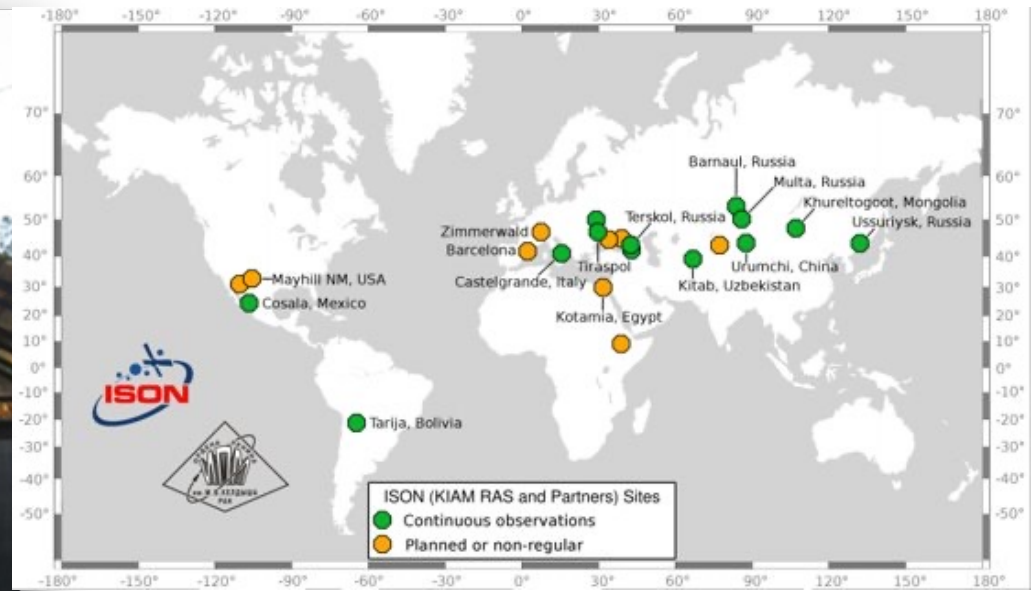 -180° -150° -120° -90° -60° -30° 0° 30° 60° 90° 120° 150° 180°
70° 70°
60° 60°
50° 50°
40° 40°
30° 30°
20° 20°
10° 10°
0° 0°
-10° -10°
-20° -20°
-30° -30°
-40° -40°
-50° -50°
Barnaul, Russia
Multa, Russia
Khureltogoot, Mongolia
Terskol, Russia
Ussuriysk, Russia
Zimmerwald
Barcelona
Tiraspol
Urumchi, China
Castelgrande, Italy
Kitab, Uzbekistan
Mayhill NM, USA
Cosala, Mexico
Kotamia, Egypt
ISON
Tarija, Bolivia
им М.В.КЕЛДЫША
РАН
ISON (KIAM RAS and Partners) Sites
Continuous observations
Planned or non-regular
-180° -150° -120° -90° -60° -30° 0° 30° 60° 90° 120° 150° 180°